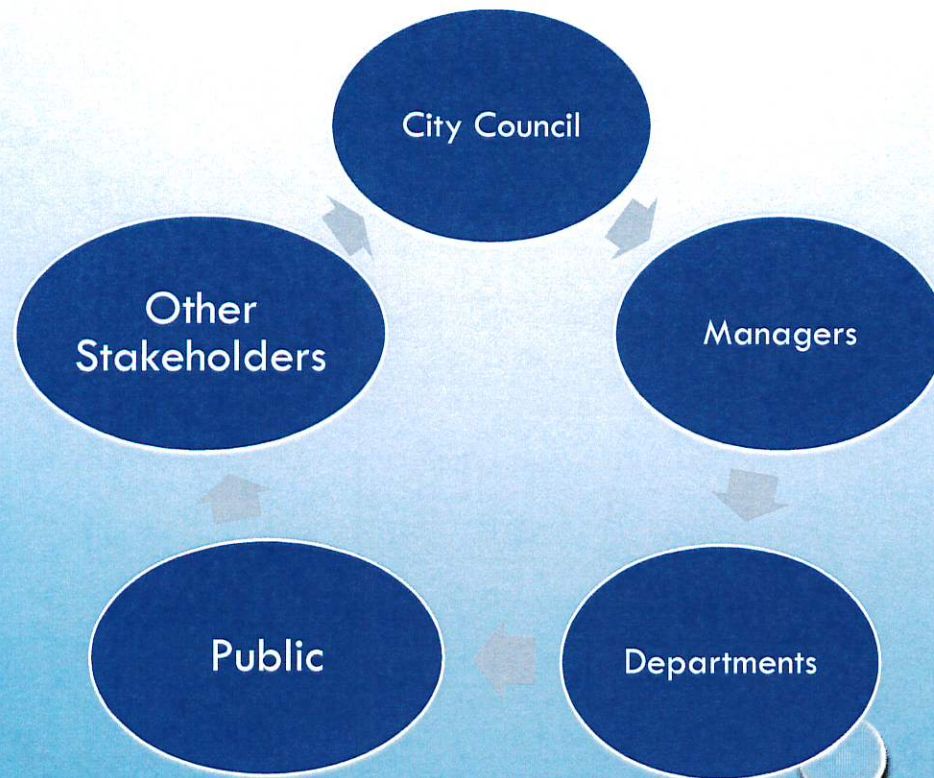 City Council
Managers
Departments
Public
Other
Stakeholders